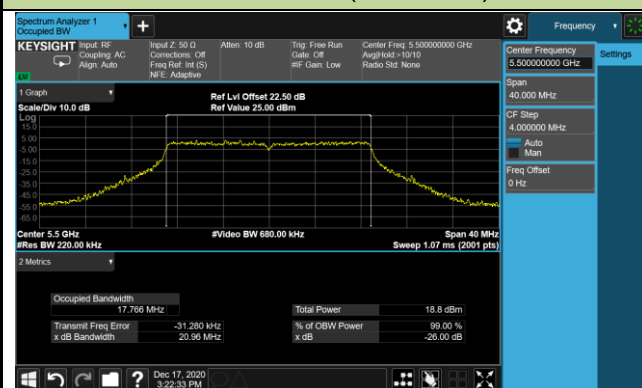 Spectrum Analyzer 1
Occupied BW
+
Frequency
KEYSIGHT
Input: RF
Coupling: AC
Align: Auto
Input Z: 50 Ω
Corrections: Off
Freq Ref: Int (S)
NFE: Adaptive
Atten: 10 dB
Trig: Free Run
Gate: Off
#IF Gain: Low
Center Freq: 5.500000000 GHz
Avg|Hold:>10/10
Radio Std: None
Center Frequency
5.500000000 GHz
Settings
Span
40.000 MHz
CF Step
4.000000 MHz
Auto
Man
Freq Offset
0 Hz
1 Graph
Scale/Div 10.0 dB
Ref Lvl Offset 22.50 dB
Ref Value 25.00 dBm
Log
15.0
5.00
-5.00
-15.0
-25.0
-35.0
-45.0
-55.0
-65.0
Center 5.5 GHz
#Video BW 680.00 kHz
Span 40 MHz
#Res BW 220.00 kHz
Sweep 1.07 ms (2001 pts)
2 Metrics
Occupied Bandwidth
17.766 MHz
Total Power
18.8 dBm
Transmit Freq Error
-31.280 kHz
% of OBW Power
99.00 %
x dB Bandwidth
20.96 MHz
x dB
-26.00 dB
?
Dec 17, 2020
3:22:33 PM